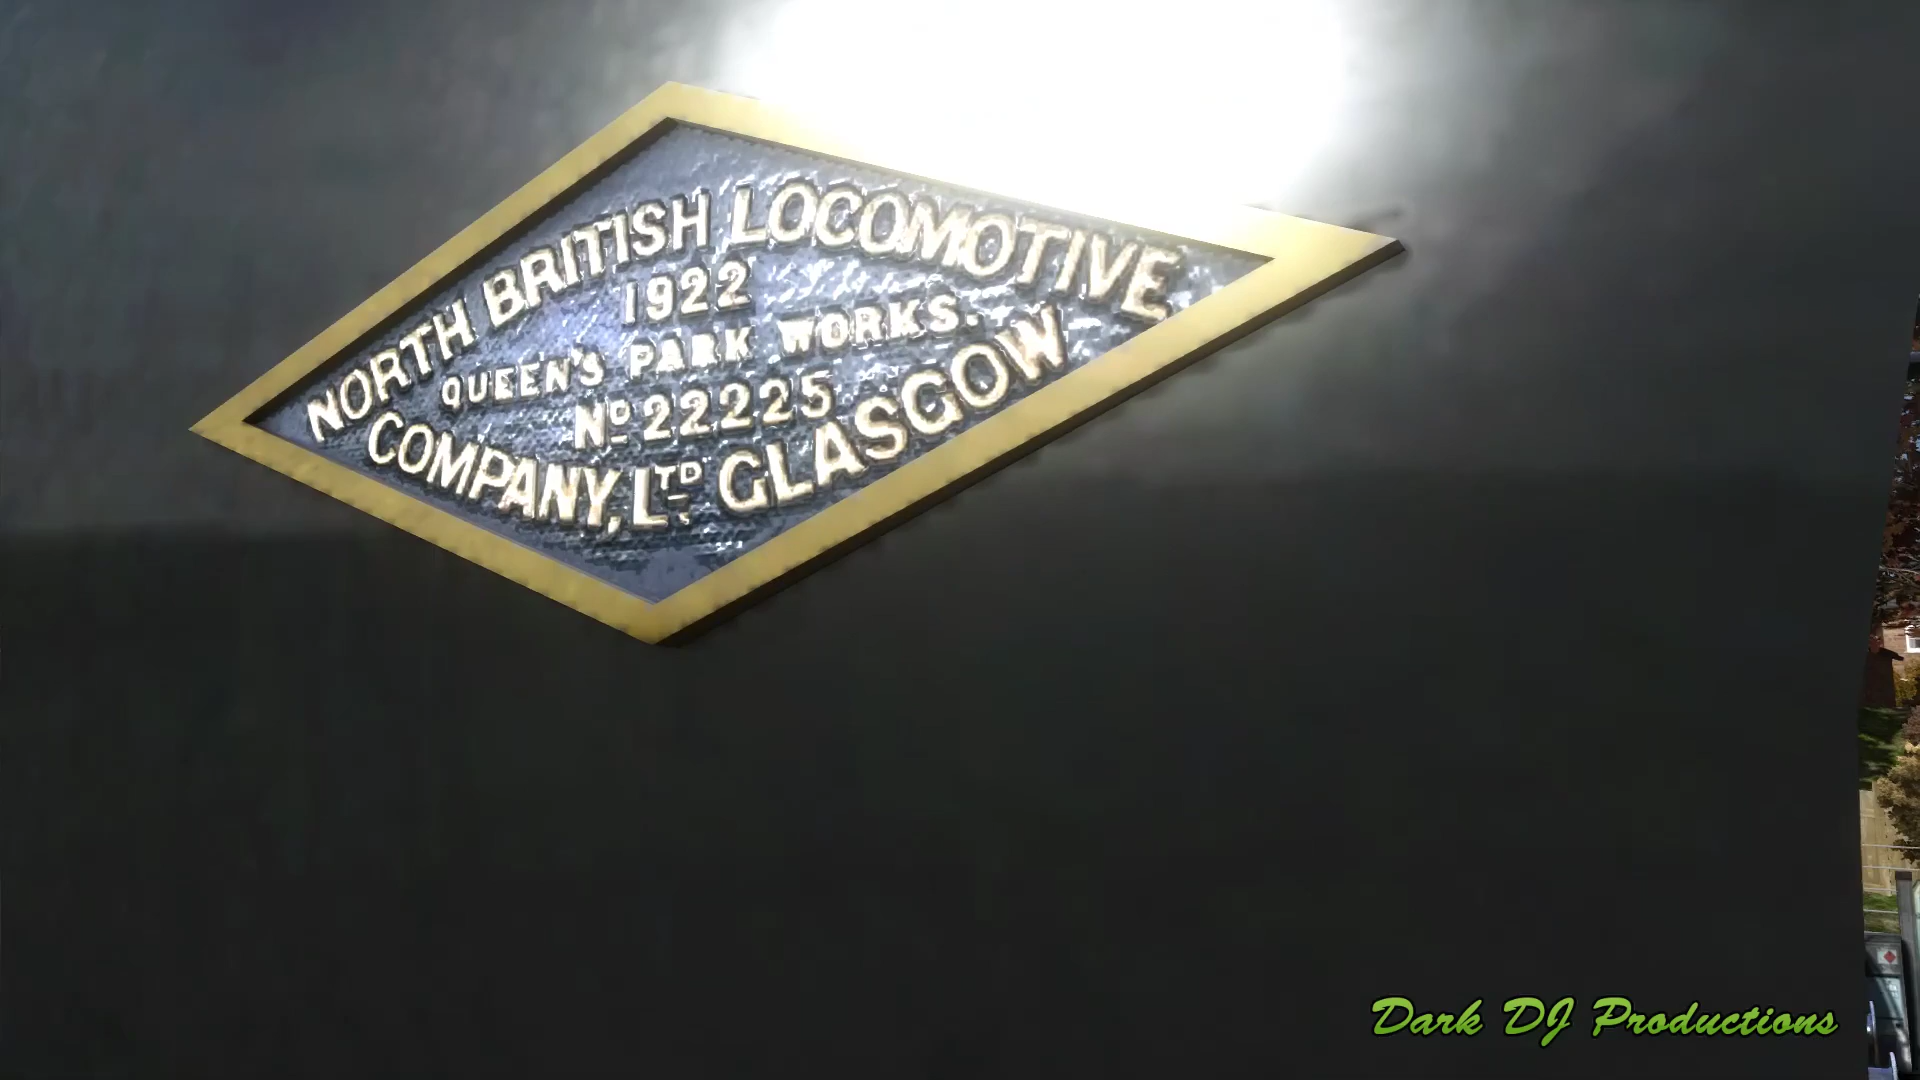 NORTH BRITISH LOCOMOTIVE
1922
QUEEN'S PARK WORKS.
No 22225
COMPANY, LTD GLASGOW
Dark DJ Productions